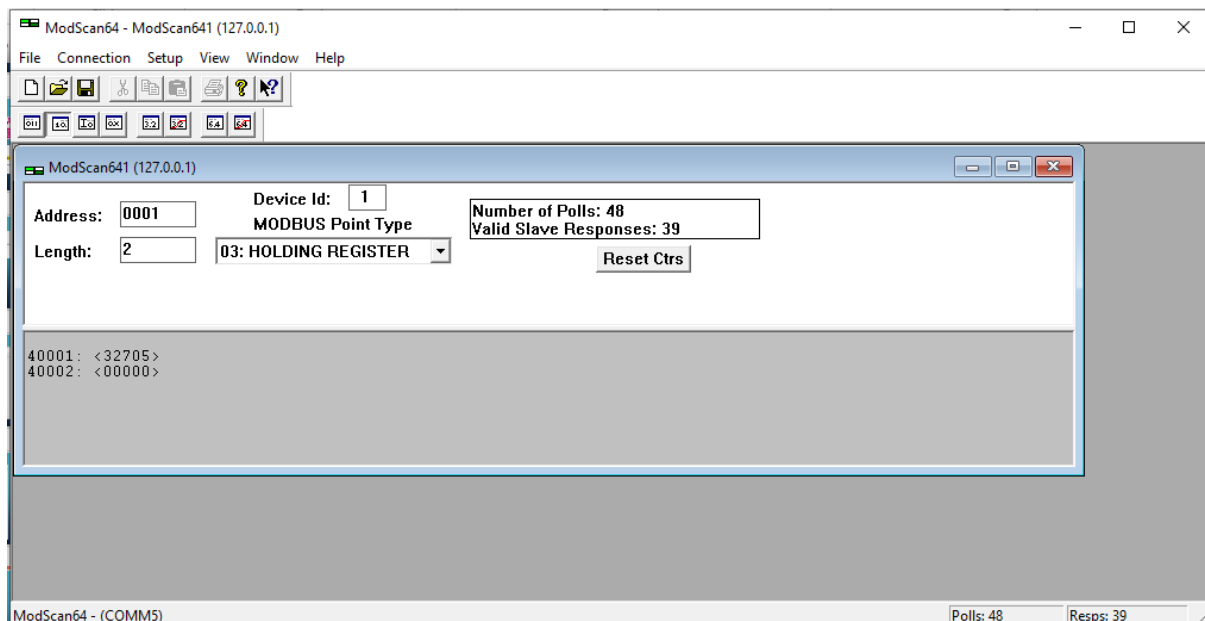 ModScan64 - ModScan641 (127.0.0.1)
File Connection Setup View Window Help
ModScan641 (127.0.0.1)
Address: 0001
Device Id: 1
MODBUS Point Type
Length: 2
03: HOLDING REGISTER
Number of Polls: 48
Valid Slave Responses: 39
Reset Ctrs
40001: <32705>
40002: <00000>
ModScan64 - (COMM5) Polls: 48 Resps: 39